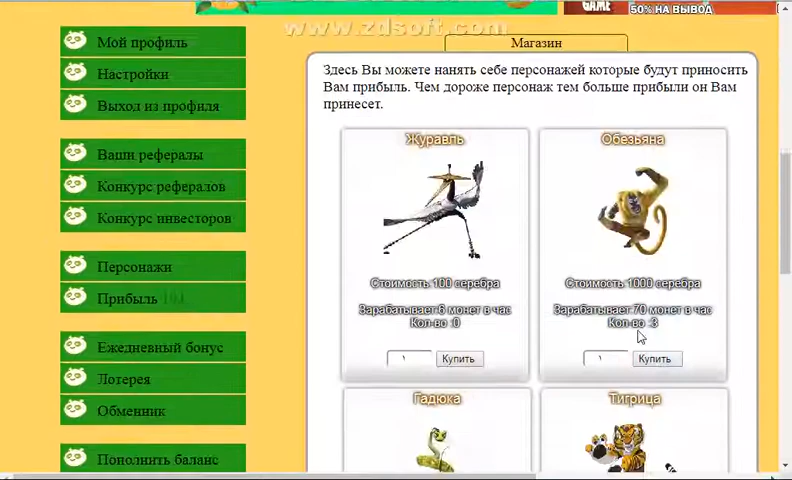 GAME
50% НА ВЫВОД
www.zdsoft.com
Мой профиль
Настройки
Выход из профиля
Ваши рефералы
Конкурс рефералов
Конкурс инвесторов
Персонажи
Прибыль
Ежедневный бонус
Лотерея
Обменник
Пополнить баланс
Магазин
Здесь Вы можете нанять себе персонажей которые будут приносить
Вам прибыль. Чем дороже персонаж тем больше прибыли он Вам
принесет.
Журавль
Стоимость:100 серебра
Зарабатывает:6 монет в час
Кол-во :0
Купить
Обезьяна
Стоимость:1000 серебра
Зарабатывает:70 монет в час
Кол-во :3
Купить
Гадюка
Тигрица